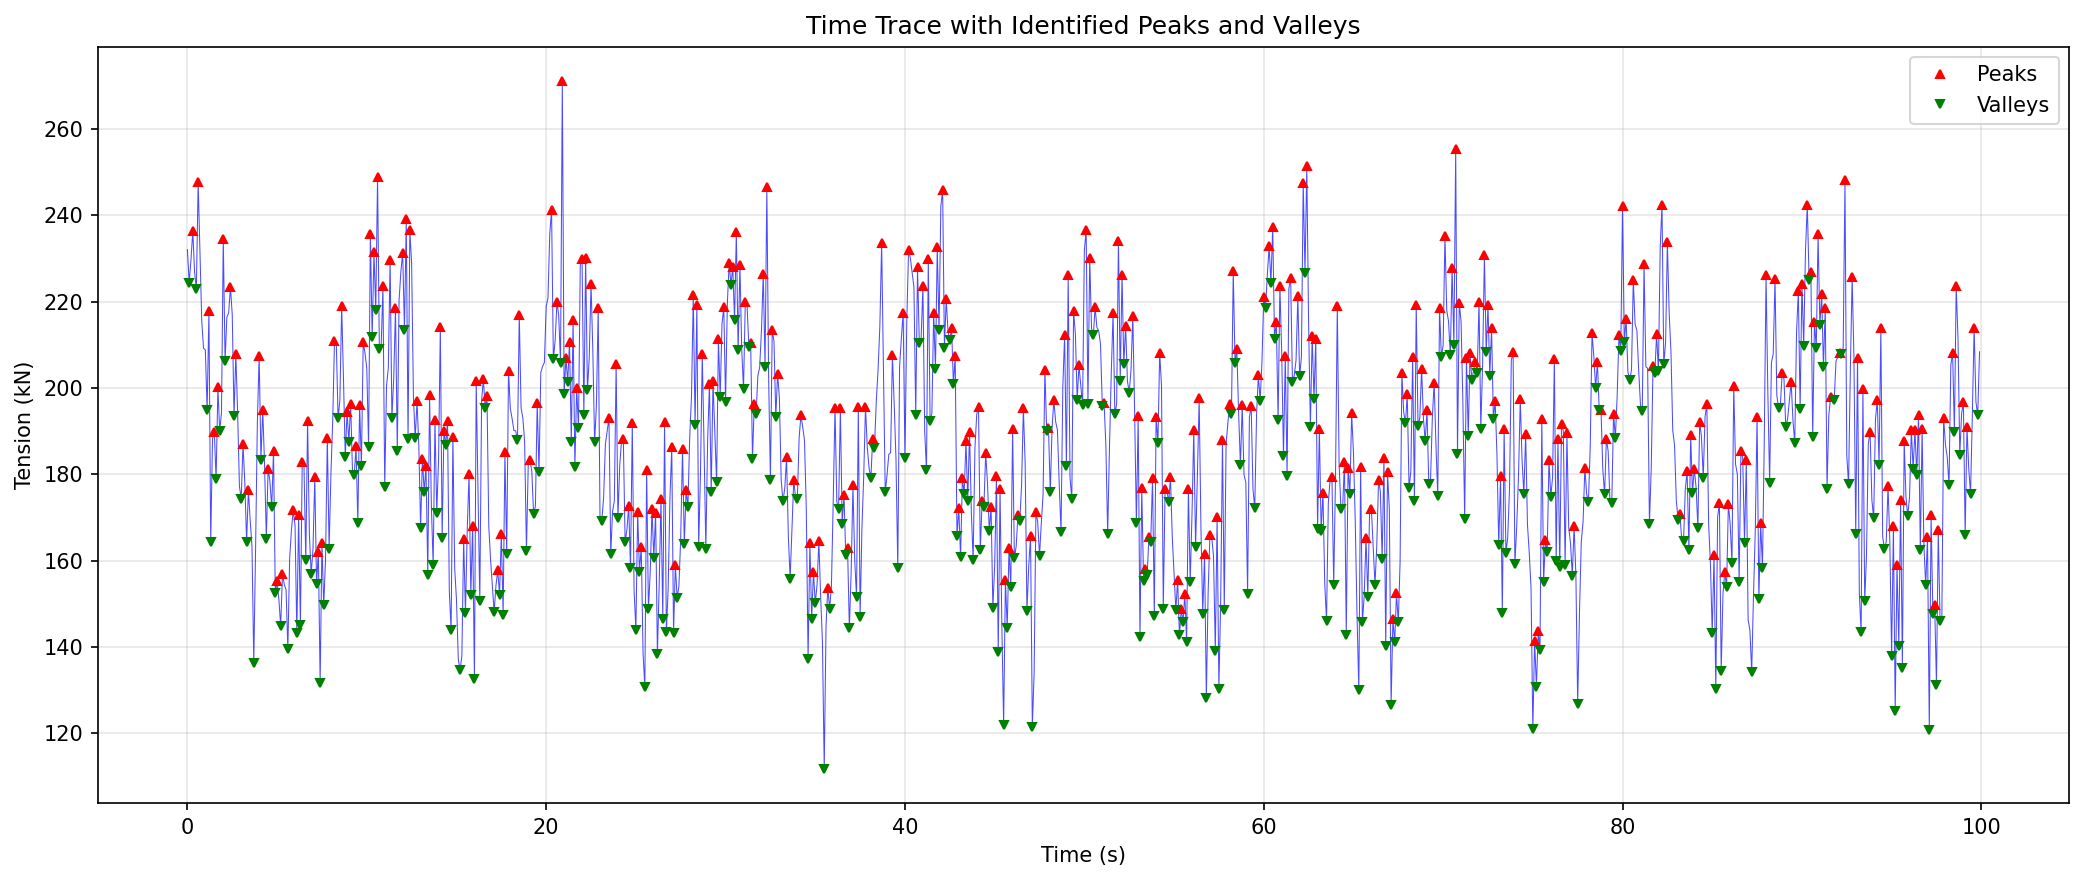 Time Trace with Identified Peaks and Valleys
Peaks
Valleys
Tension (kN)
260
240
220
200
180
160
140
120
0 20 40 60 80 100
Time (s)